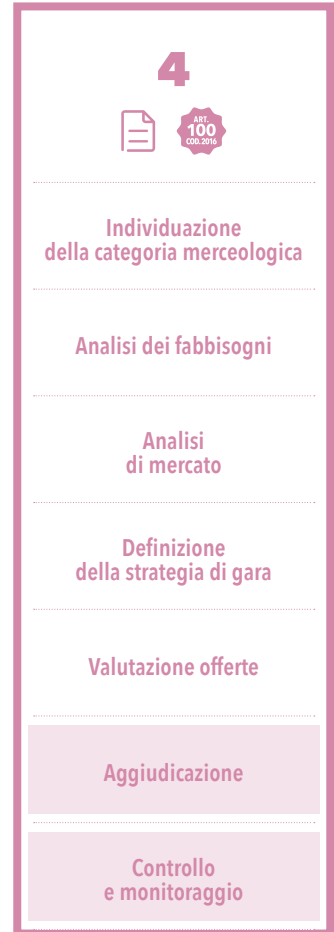 4
ART.
100
COD.2016
Individuazione
della categoria merceologica
Analisi dei fabbisogni
Analisi
di mercato
Definizione
della strategia di gara
Valutazione offerte
Aggiudicazione
Controllo
e monitoraggio